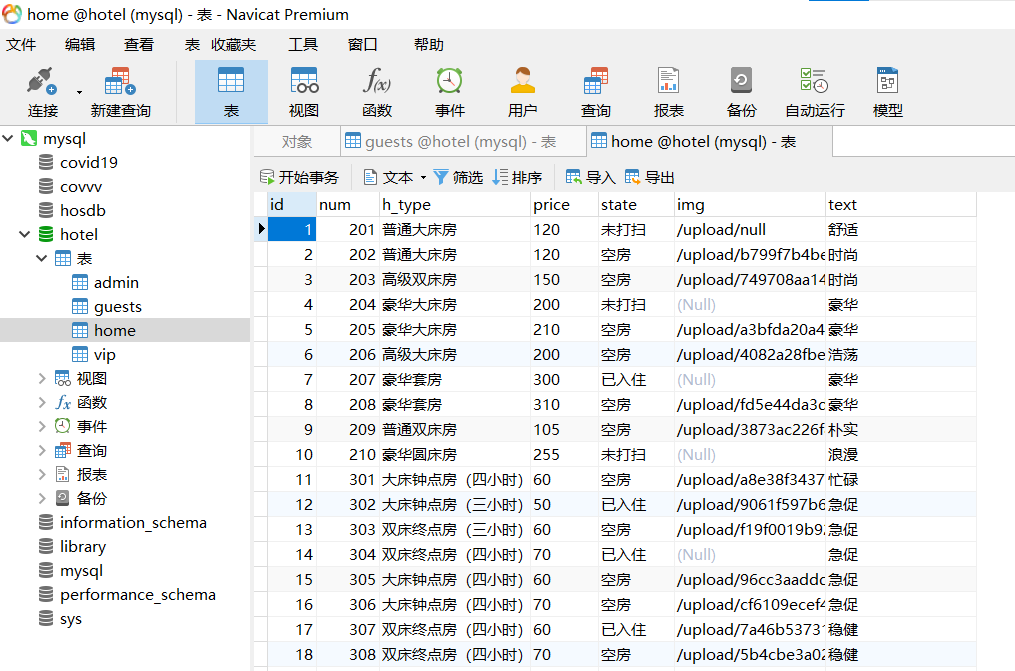 home @hotel (mysql) - 表 - Navicat Premium
文件 编辑 查看 表 收藏夹 工具 窗口 帮助
连接 新建查询 表 视图 函数 事件 用户 查询 报表 备份 自动运行 模型
对象 guests @hotel (mysql) - 表 home @hotel (mysql) - 表
开始事务 文本 筛选 排序 导入 导出
mysql
covid19
covvv
hosdb
hotel
表
admin
guests
home
vip
视图
函数
事件
查询
报表
备份
information_schema
library
mysql
performance_schema
sys
id num h_type price state img text
1 201 普通大床房 120 未打扫 /upload/null 舒适
2 202 普通大床房 120 空房 /upload/b799f7b4be 时尚
3 203 高级双床房 150 空房 /upload/749708aa14 时尚
4 204 豪华大床房 200 未打扫 (Null) 豪华
5 205 豪华大床房 210 空房 /upload/a3bfda20a4 豪华
6 206 高级大床房 200 空房 /upload/4082a28fbe 浩荡
7 207 豪华套房 300 已入住 (Null) 豪华
8 208 豪华套房 310 空房 /upload/fd5e44da3c 豪华
9 209 普通双床房 105 空房 /upload/3873ac226f 朴实
10 210 豪华圆床房 255 未打扫 (Null) 浪漫
11 301 大床钟点房（四小时） 60 空房 /upload/a8e38f3437 忙碌
12 302 大床钟点房（三小时） 50 已入住 /upload/9061f597b6 急促
13 303 双床终点房（三小时） 60 空房 /upload/f19f0019b9 急促
14 304 双床终点房（四小时） 70 已入住 (Null) 急促
15 305 大床钟点房（四小时） 60 空房 /upload/96cc3aaddc 急促
16 306 大床钟点房（四小时） 70 空房 /upload/cf6109ecef4 急促
17 307 双床终点房（四小时） 60 已入住 /upload/7a46b5373 稳健
18 308 双床终点房（四小时） 70 空房 /upload/5b4cbe3a02 稳健